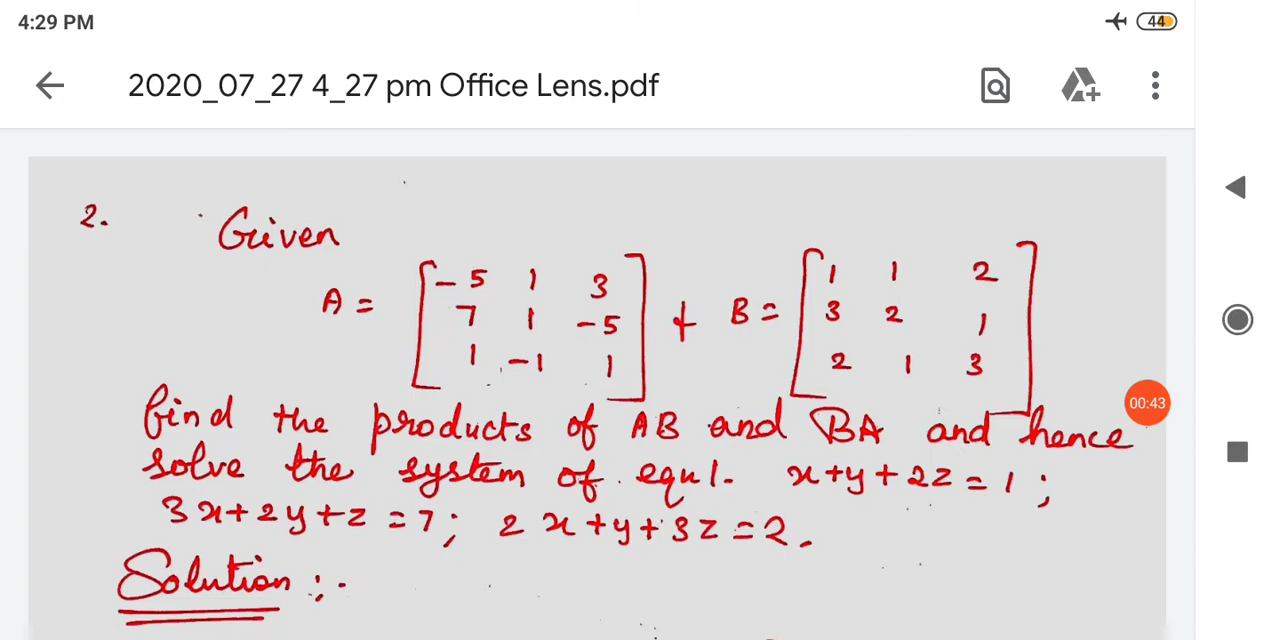 4:29 PM
44
2020_07_27 4_27 pm Office Lens.pdf
2. Given
A = [ -5 1 3 ] + B = [ 1 1 2 ]
7 1 -5 3 2 1
1 -1 1 2 1 3
00:43
find the products of AB and BA and hence
solve the system of equl. x+y+2z=1;
3x+2y+z=7; 2x+y+3z=2.
Solution:-